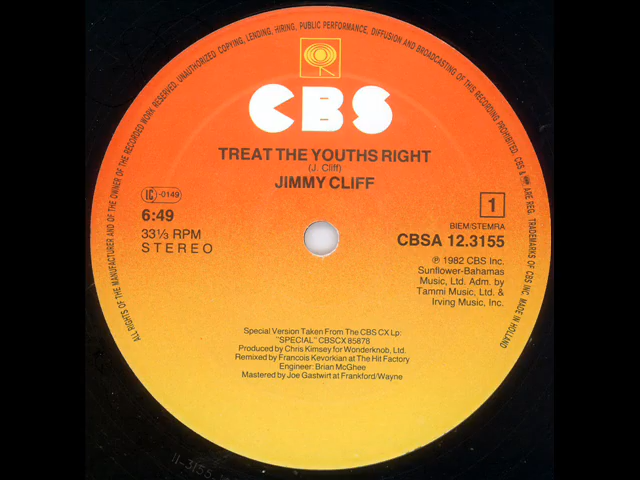 ALL RIGHTS OF THE MANUFACTURER AND OF THE OWNER OF THE RECORDED WORK RESERVED. UNAUTHORIZED COPYING, LENDING, HIRING, PUBLIC PERFORMANCE, DIFFUSION AND BROADCASTING OF THIS RECORDING PROHIBITED. CBS & ARE REG. TRADEMARKS OF CBS INC. MADE IN HOLLAND
CBS
TREAT THE YOUTHS RIGHT
(J. Cliff)
JIMMY CLIFF
IC-0149
1
6:49
BIEM/STEMRA
33⅓ RPM
CBSA 12.3155
STEREO
℗ 1982 CBS Inc.
Sunflower-Bahamas
Music, Ltd. Adm. by
Tammi Music, Ltd. &
Irving Music, Inc.
Special Version Taken From The CBS CX Lp:
"SPECIAL" CBSCX 85878
Produced by Chris Kimsey for Wonderknob, Ltd.
Remixed by Francois Kevorkian at The Hit Factory
Engineer: Brian McGhee
Mastered by Joe Gastwirt at Frankford/Wayne